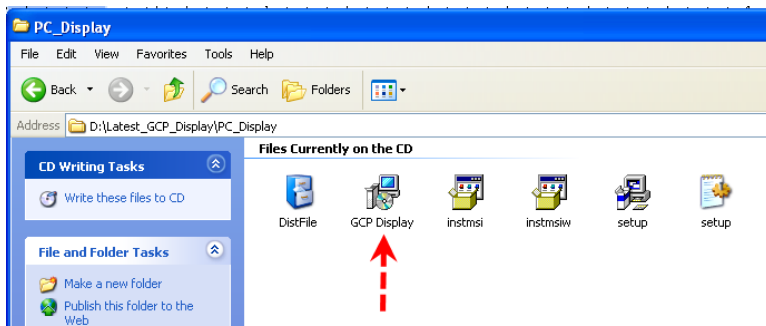 PC_Display
File Edit View Favorites Tools Help
Back Search Folders
Address D:\Latest_GCP_Display\PC_Display
Files Currently on the CD
CD Writing Tasks
Write these files to CD
DistFile GCP Display instmsi instmsiw setup setup
File and Folder Tasks
Make a new folder
Publish this folder to the
Web